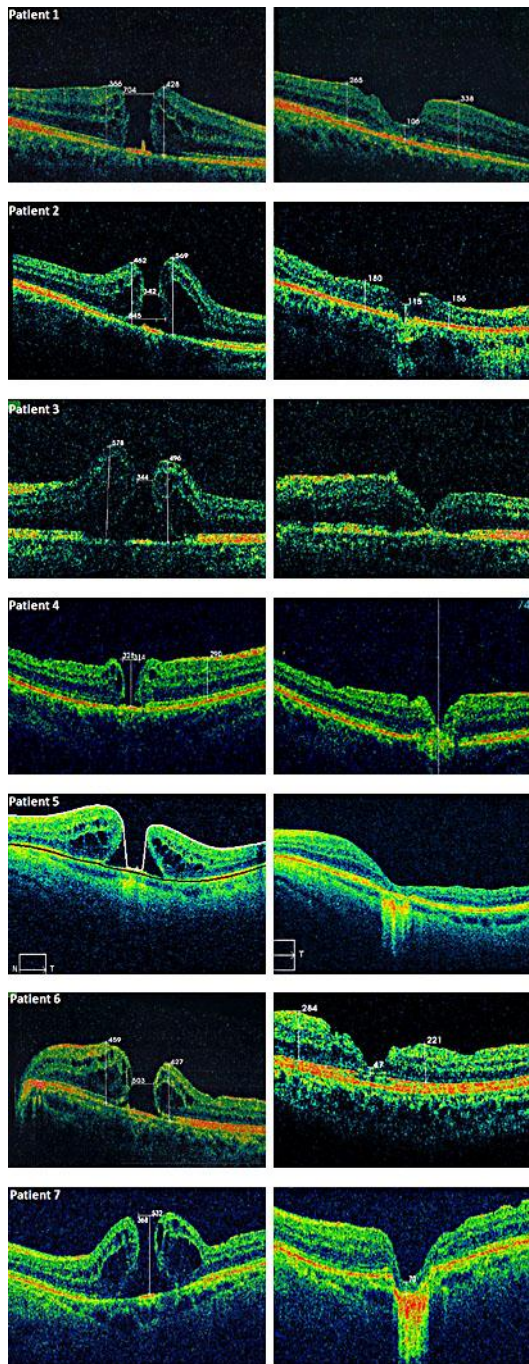 Patient 1
366 704 428
265 106 338
Patient 2
462 342 569
645
180 115 156
Patient 3
578 344 496
Patient 4
314 290
Patient 5
N T
T
Patient 6
459 503 427
284 47 221
Patient 7
368 532
70